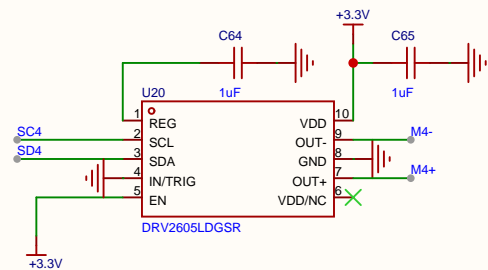 +3.3V
C64
C65
1uF
1uF
U20
1
REG
VDD
10
SC4
2
SCL
OUT-
9
M4-
SD4
3
SDA
GND
8
4
IN/TRIG
OUT+
7
M4+
5
EN
VDD/NC
6
DRV2605LDGSR
+3.3V